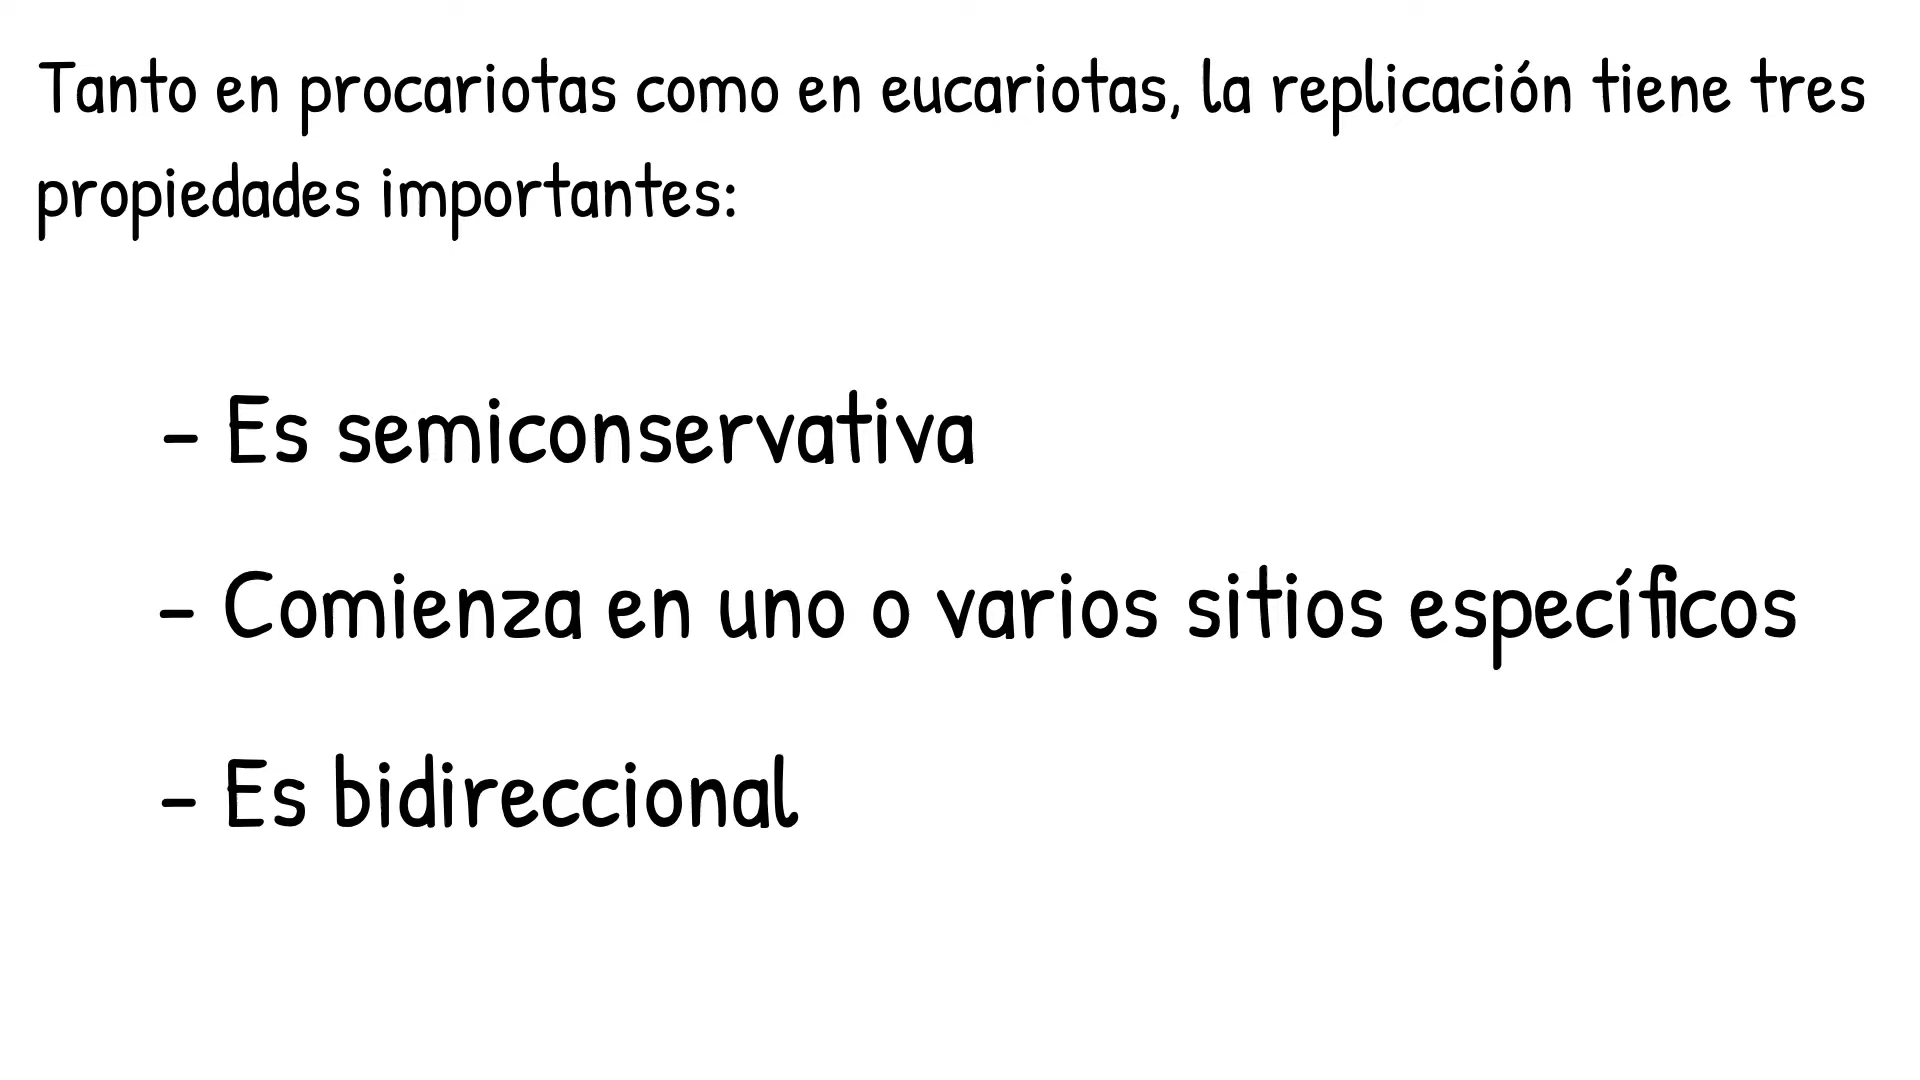 Tanto en procariotas como en eucariotas, la replicación tiene tres
propiedades importantes:
- Es semiconservativa
- Comienza en uno o varios sitios específicos
- Es bidireccional